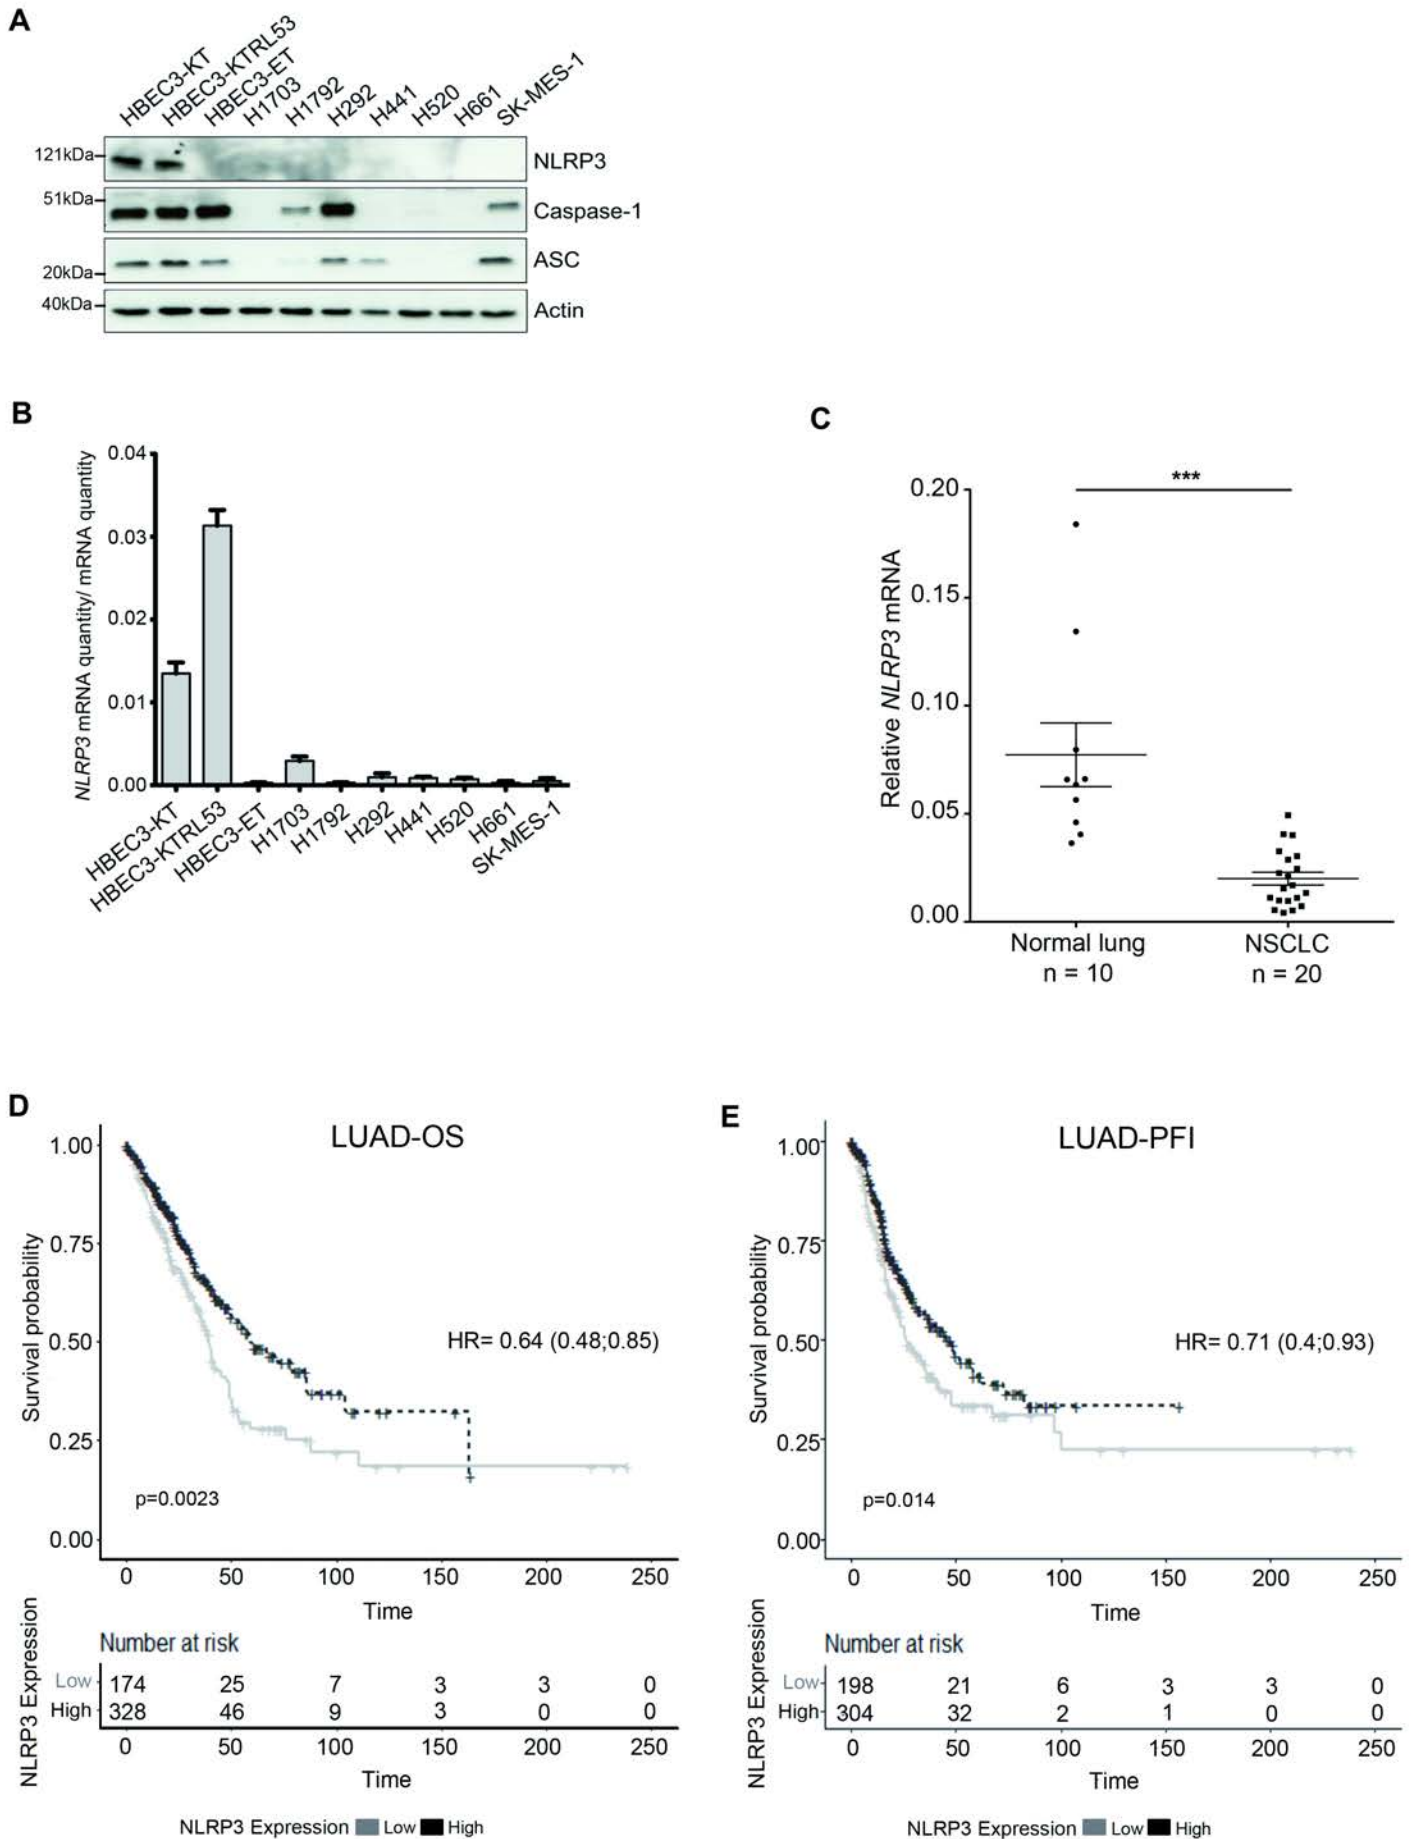 A
HBEC3-KT
HBEC3-KTRL53
HBEC3-ET
H1703
H1792
H292
H441
H520
H661
SK-MES-1
121kDa
NLRP3
51kDa
Caspase-1
20kDa
ASC
40kDa
Actin
B
NLRP3 mRNA quantity/ mRNA quantity
0.04
0.03
0.02
0.01
0.00
HBEC3-KT
HBEC3-KTRL53
HBEC3-ET
H1703
H1792
H292
H441
H520
H661
SK-MES-1
C
Relative NLRP3 mRNA
***
0.20
0.15
0.10
0.05
0.00
Normal lung
n = 10
NSCLC
n = 20
D
LUAD-OS
Survival probability
1.00
0.75
0.50
0.25
0.00
HR= 0.64 (0.48;0.85)
p=0.0023
0 50 100 150 200 250
Time
NLRP3 Expression
Number at risk
Low 174 25 7 3 3 0
High 328 46 9 3 0 0
0 50 100 150 200 250
Time
NLRP3 Expression Low High
E
LUAD-PFI
Survival probability
1.00
0.75
0.50
0.25
0.00
HR= 0.71 (0.4;0.93)
p=0.014
0 50 100 150 200 250
Time
NLRP3 Expression
Number at risk
Low 198 21 6 3 3 0
High 304 32 2 1 0 0
0 50 100 150 200 250
Time
NLRP3 Expression Low High